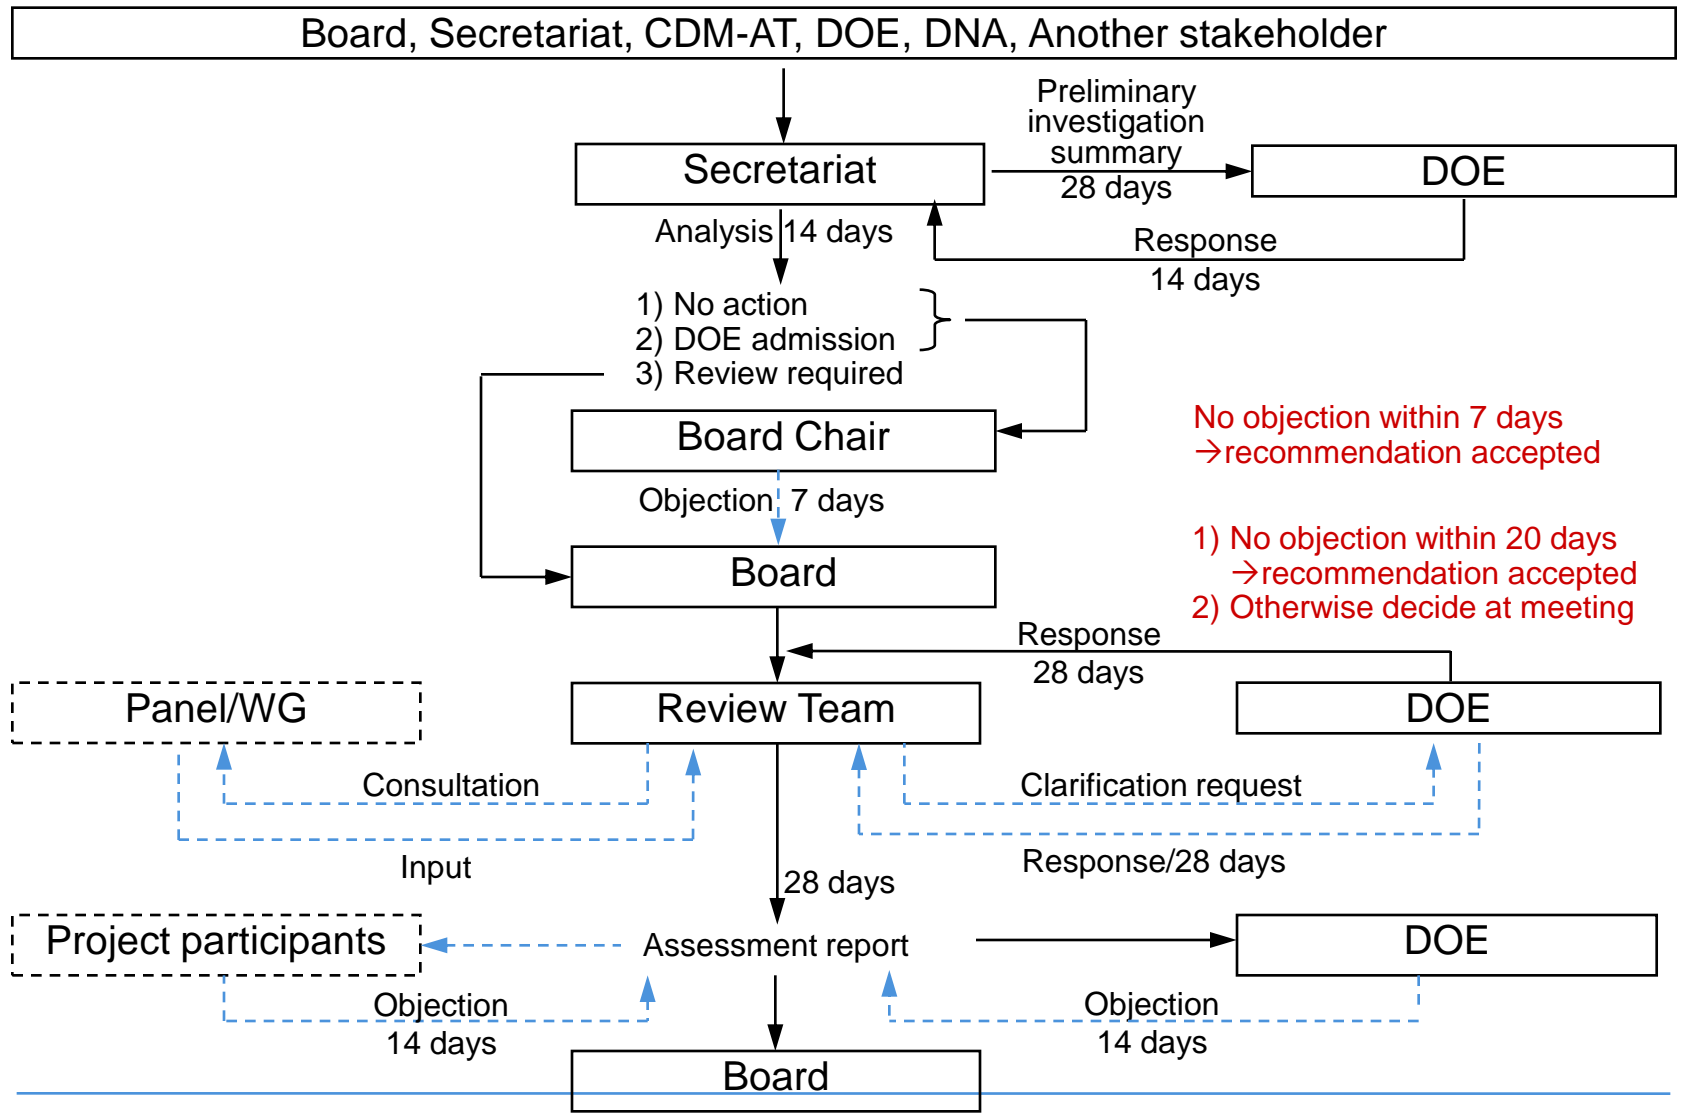 Board, Secretariat, CDM-AT, DOE, DNA, Another stakeholder
Preliminary
investigation
summary
28 days
Secretariat
DOE
Analysis 14 days
Response
14 days
1) No action
2) DOE admission
3) Review required
Board Chair
No objection within 7 days
→recommendation accepted
Objection 7 days
Board
1) No objection within 20 days
→recommendation accepted
2) Otherwise decide at meeting
Response
28 days
Panel/WG
Review Team
DOE
Consultation
Clarification request
Input
Response/28 days
28 days
Project participants
Assessment report
DOE
Objection
14 days
Objection
14 days
Board